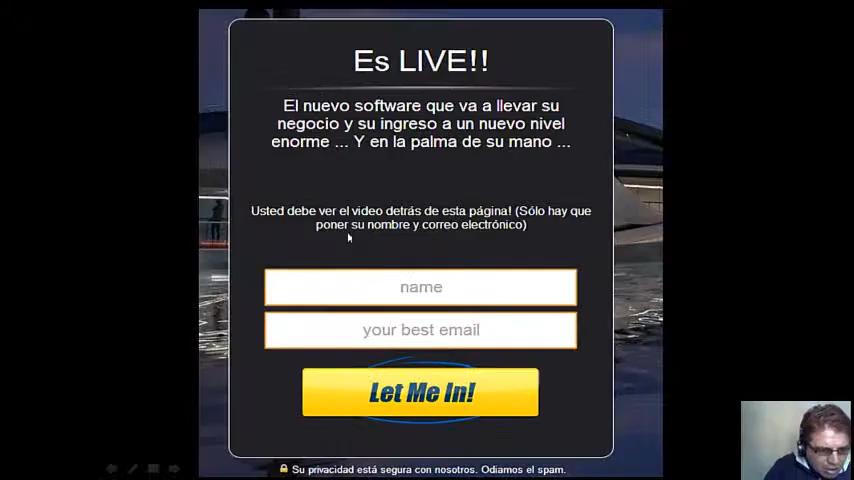 Es LIVE!!
El nuevo software que va a llevar su
negocio y su ingreso a un nuevo nivel
enorme ... Y en la palma de su mano ...
Usted debe ver el video detrás de esta página! (Sólo hay que
poner su nombre y correo electrónico)
name
your best email
Let Me In!
Su privacidad está segura con nosotros. Odiamos el spam.